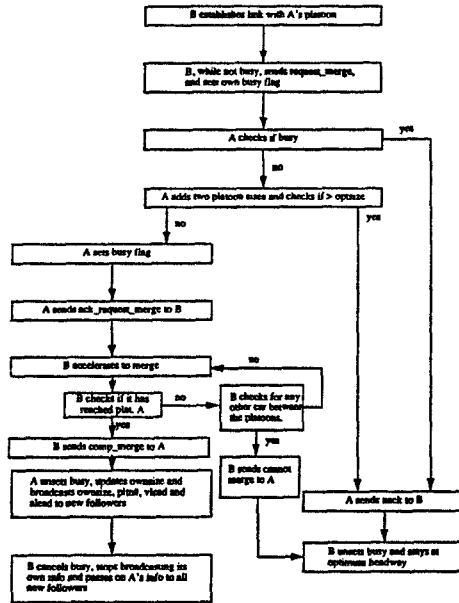 B establishes link with A's platoon
B, while not busy, sends request_merge,
and sets own busy flag
A checks if busy
yes
no
A adds two platoon sizes and checks if > optsize
no
yes
A sets busy flag
A sends ack_request_merge to B
B accelerates to merge
no
B checks if it has
reached plat. A
no
B checks for any
other car between
the platoons.
yes
yes
B sends comp_merge to A
B sends cannot
merge to A
A unsets busy, updates ownsize and
broadcasts ownsize, pltn#, vlead and
alead to new followers
A sends nack to B
B unsets busy and stays at
optimum headway
B cancels busy, stops broadcasting its
own info and passes on A's info to all
new followers